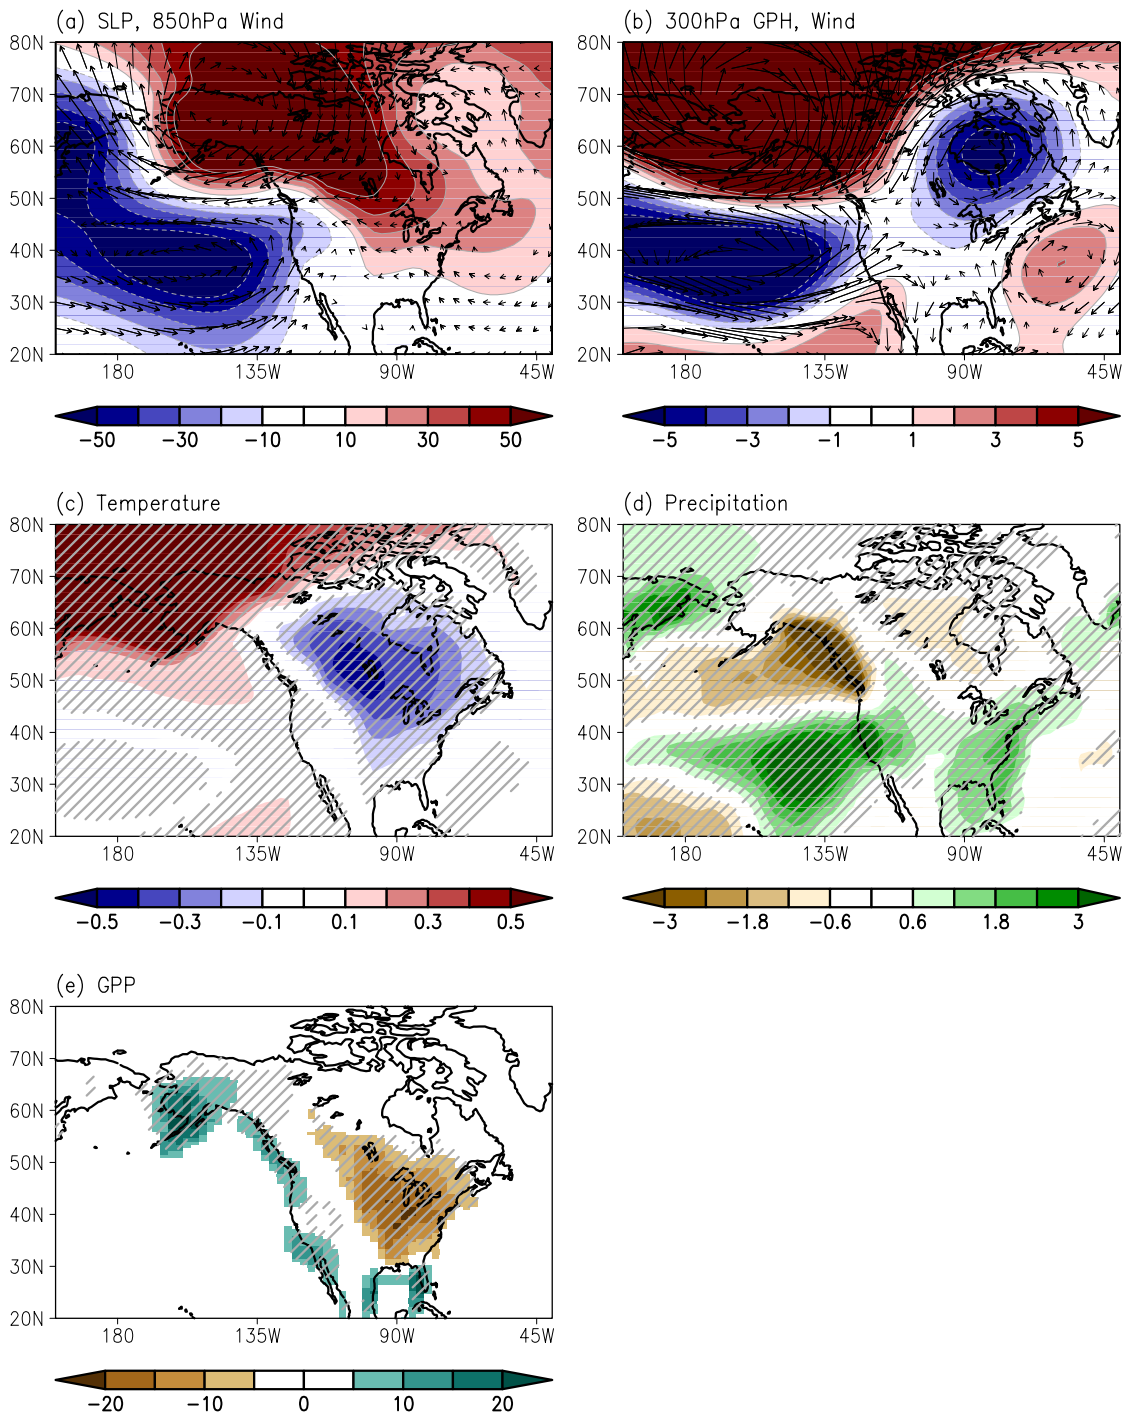 (a) SLP, 850hPa Wind
80N
70N
60N
50N
40N
30N
20N
180 135W 90W 45W
-50 -30 -10 10 30 50
(b) 300hPa GPH, Wind
80N
70N
60N
50N
40N
30N
20N
180 135W 90W 45W
-5 -3 -1 1 3 5
(c) Temperature
80N
70N
60N
50N
40N
30N
20N
180 135W 90W 45W
-0.5 -0.3 -0.1 0.1 0.3 0.5
(d) Precipitation
80N
70N
60N
50N
40N
30N
20N
180 135W 90W 45W
-3 -1.8 -0.6 0.6 1.8 3
(e) GPP
80N
70N
60N
50N
40N
30N
20N
180 135W 90W 45W
-20 -10 0 10 20